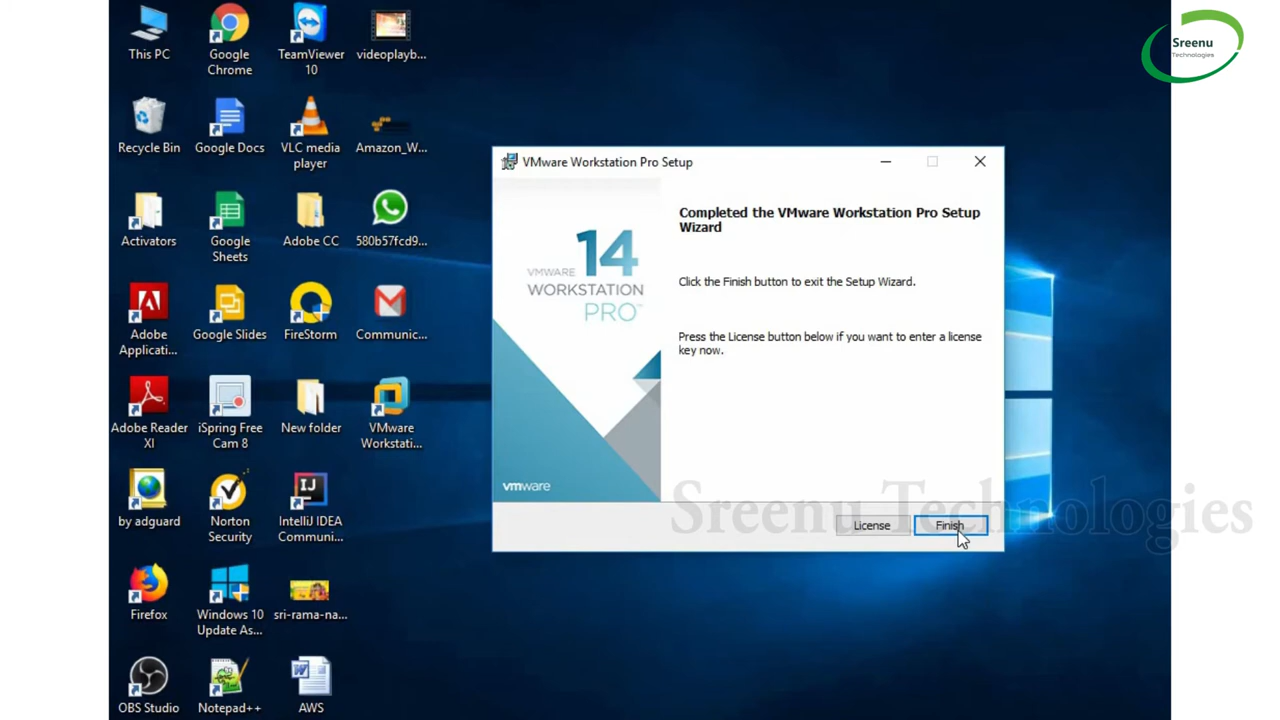 This PC
Google
Chrome
TeamViewer
10
videoplayb...
Recycle Bin
Google Docs
VLC media
player
Amazon_W...
Activators
Google
Sheets
Adobe CC
580b57fcd9...
Adobe
Applicati...
Google Slides
FireStorm
Communic...
Adobe Reader
XI
iSpring Free
Cam 8
New folder
VMware
Workstati...
by adguard
Norton
Security
IJ
IntelliJ IDEA
Communi...
Firefox
Windows 10
Update As...
sri-rama-na...
OBS Studio
Notepad++
AWS
VMware Workstation Pro Setup
VMWARE 14
WORKSTATION
PRO™
vmware
Completed the VMware Workstation Pro Setup
Wizard
Click the Finish button to exit the Setup Wizard.
Press the License button below if you want to enter a license
key now.
License
Finish
Sreenu Technologies
Sreenu
Technologies